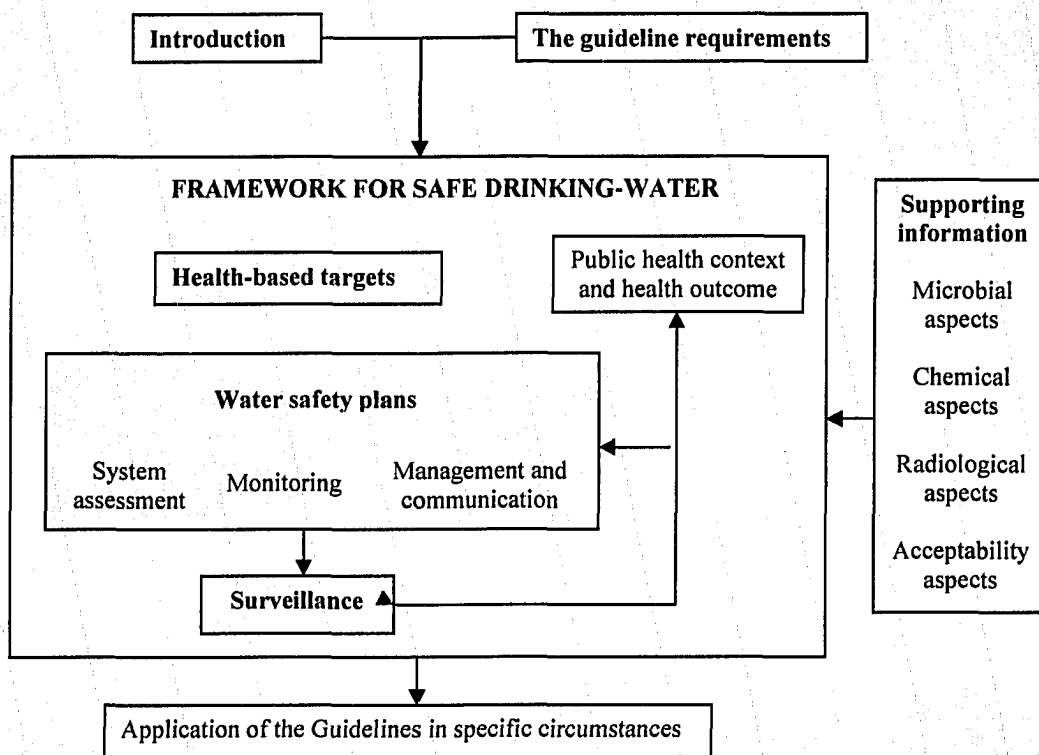 Introduction
The guideline requirements
FRAMEWORK FOR SAFE DRINKING-WATER
Health-based targets
Public health context
and health outcome
Water safety plans
System
assessment
Monitoring
Management and
communication
Surveillance
Supporting
information
Microbial
aspects
Chemical
aspects
Radiological
aspects
Acceptability
aspects
Application of the Guidelines in specific circumstances